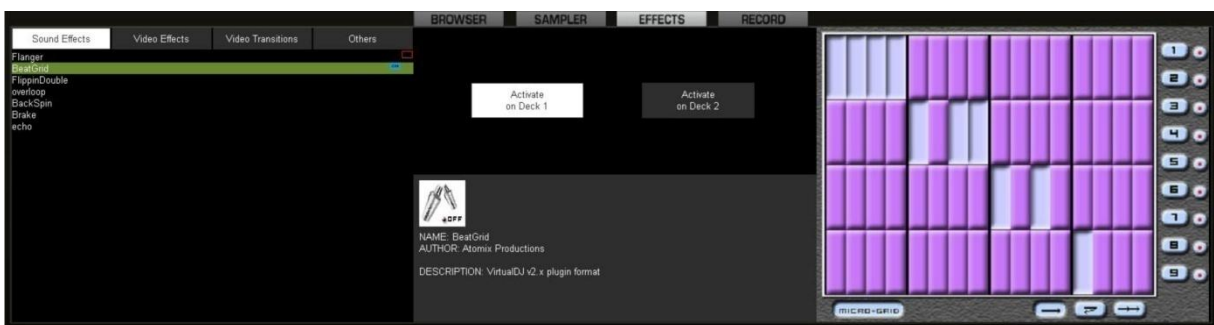 BROWSER SAMPLER EFFECTS RECORD
Sound Effects Video Effects Video Transitions Others
Flanger
BeatGrid
FlippinDouble
overloop
BackSpin
Brake
echo
Activate
on Deck 1
Activate
on Deck 2
OFF
NAME: BeatGrid
AUTHOR: Atomix Productions
DESCRIPTION: VirtualDJ v2.x plugin format
1
2
3
4
5
6
7
8
9
MICRO-GRID